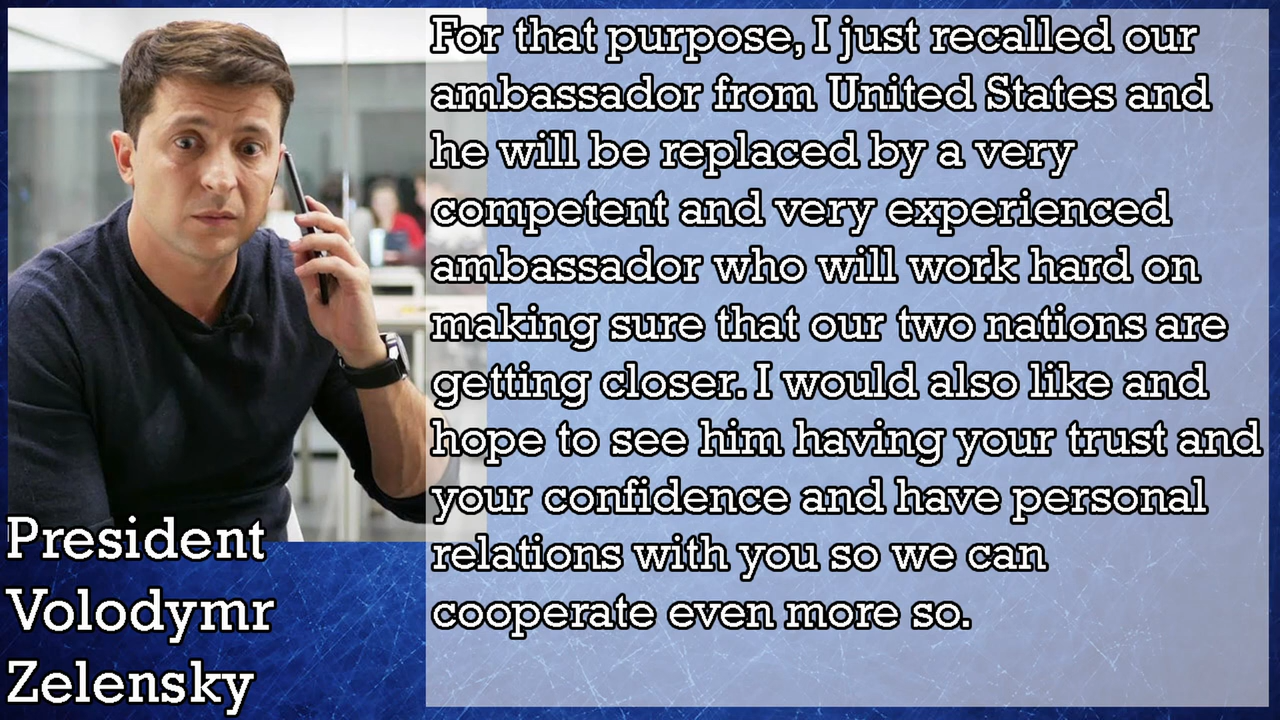 For that purpose, I just recalled our
ambassador from United States and
he will be replaced by a very
competent and very experienced
ambassador who will work hard on
making sure that our two nations are
getting closer. I would also like and
hope to see him having your trust and
your confidence and have personal
relations with you so we can
cooperate even more so.
President
Volodymr
Zelensky